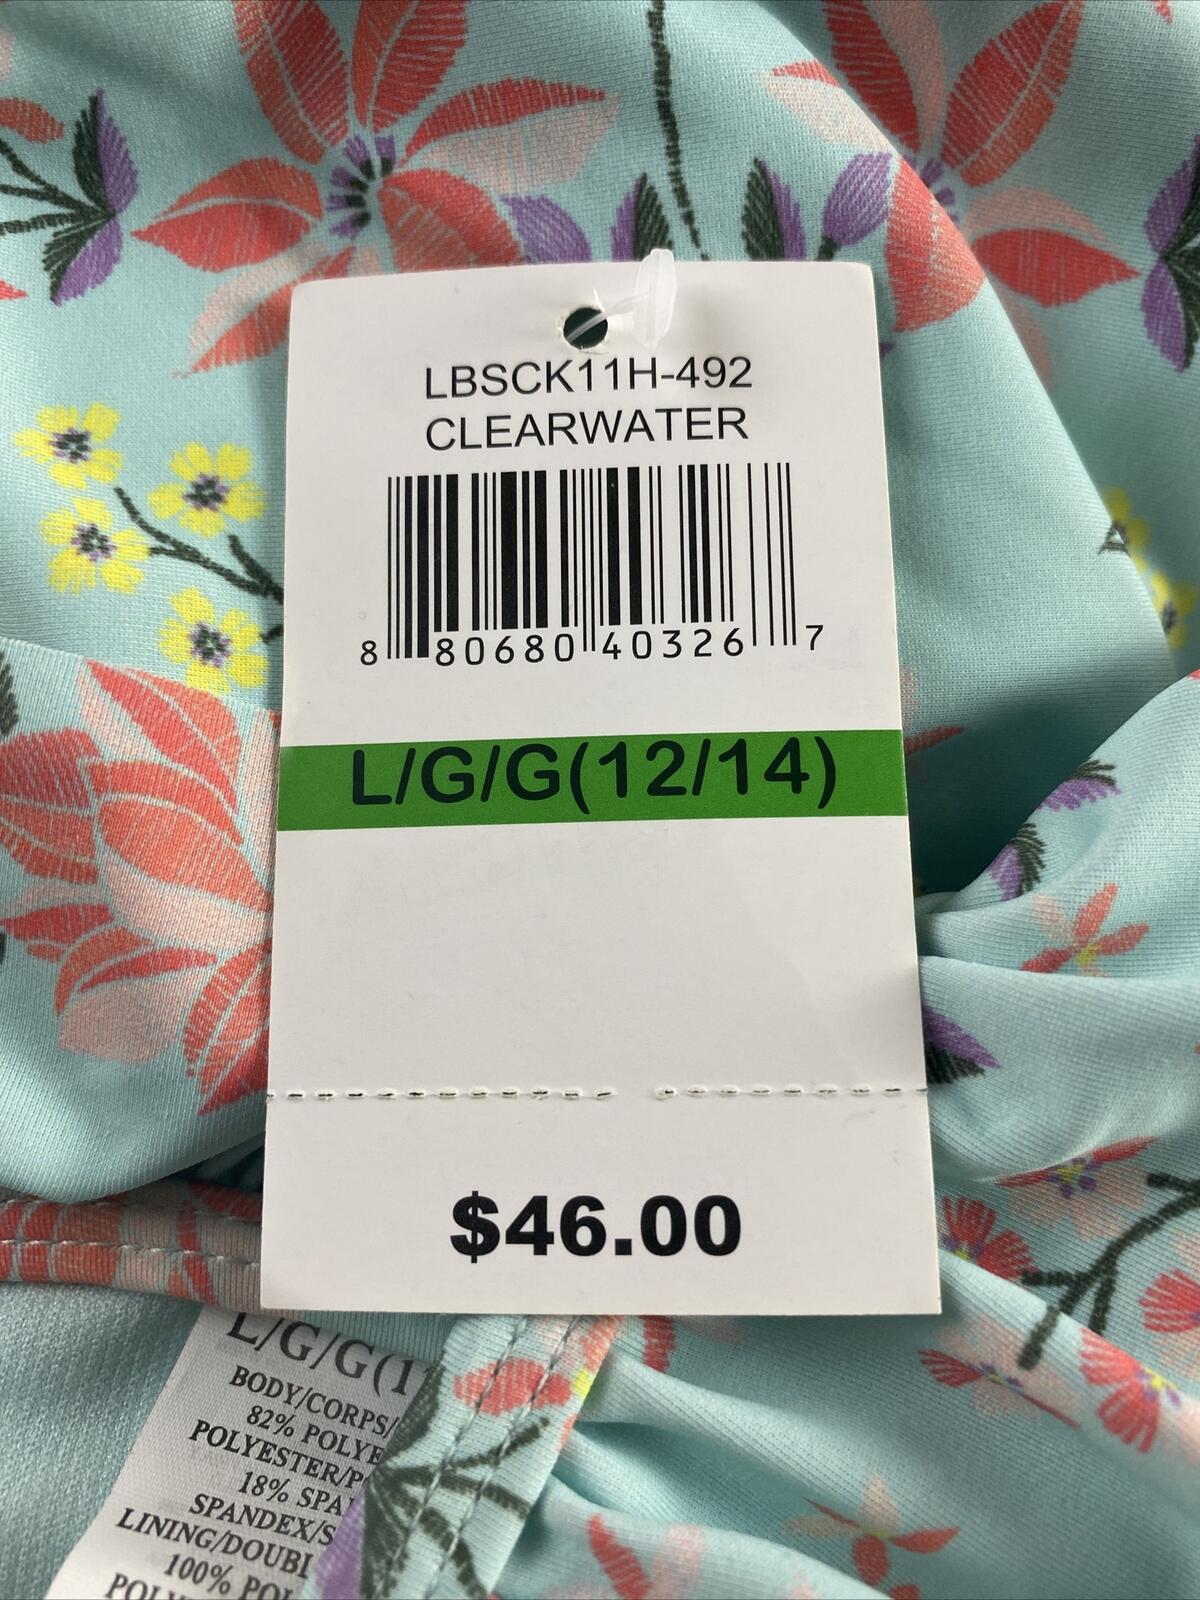 LBSCK11H-492
CLEARWATER
8 80680 40326 7
L/G/G(12/14)
$46.00
L/G/G(1
BODY/CORPS/
82% POLYE
POLYESTER/P
18% SPA
SPANDEX/S
LINING/DOUBL
100% POL
POLY